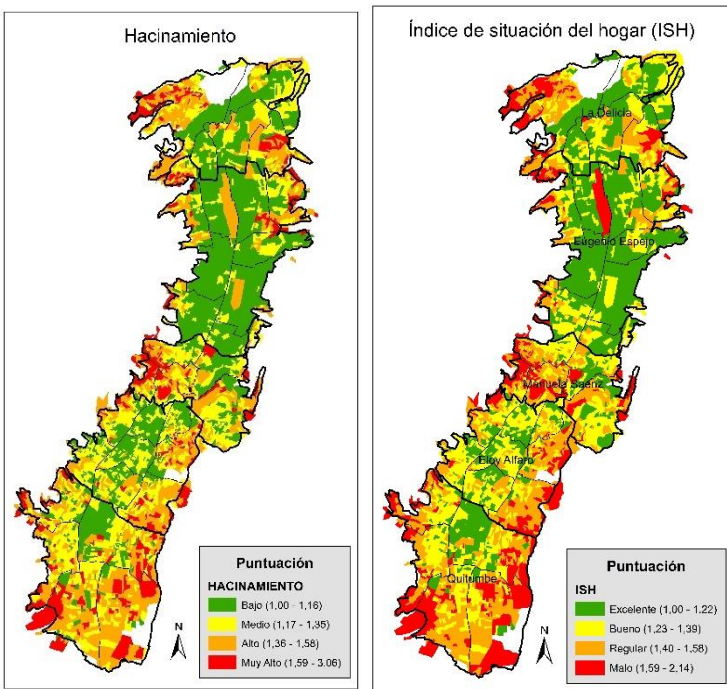 Hacinamiento
N
Puntuación
HACINAMIENTO
Bajo (1,00 - 1,16)
Medio (1,17 - 1,35)
Alto (1,36 - 1,58)
Muy Alto (1,59 - 3.06)
Índice de situación del hogar (ISH)
La Delicia
Eugenio Espejo
Manuela Sáenz
Eloy Alfaro
Quitumbe
N
Puntuación
ISH
Excelente (1,00 - 1.22)
Bueno (1,23 - 1,39)
Regular (1,40 - 1.58)
Malo (1,59 - 2,14)